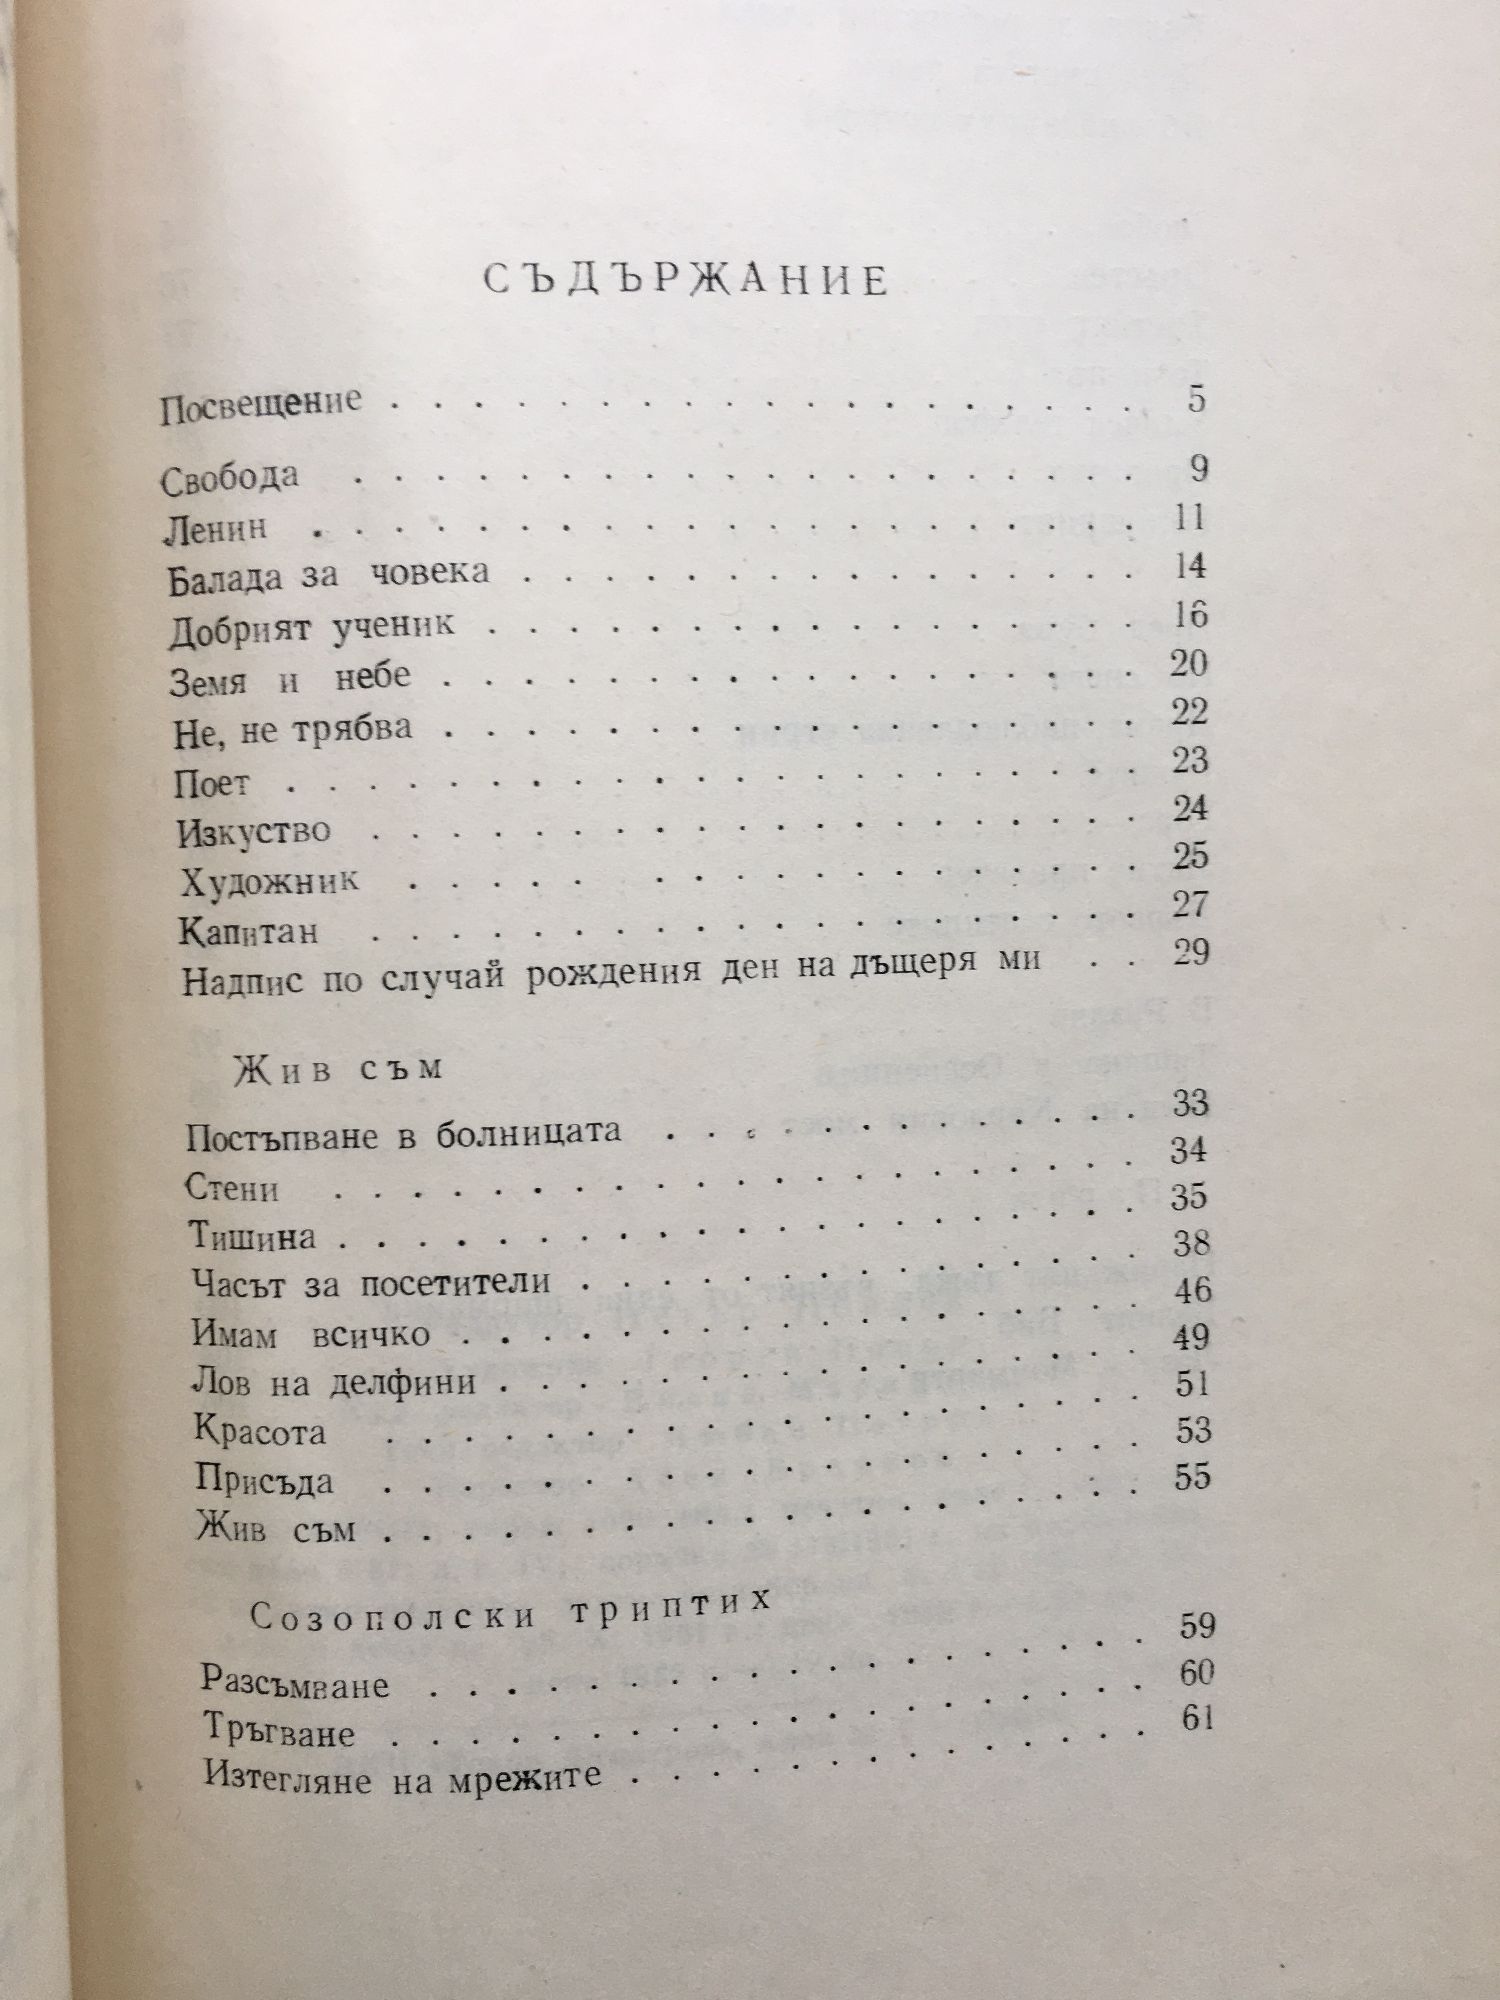 СЪДЪРЖАНИЕ
Посвещение . . . . . . . . . . . . . . . . . . . 5
Свобода . . . . . . . . . . . . . . . . . . . . 9
Ленин . . . . . . . . . . . . . . . . . . . . . 11
Балада за човека . . . . . . . . . . . . . . . . 14
Добрият ученик . . . . . . . . . . . . . . . . . 16
Земя и небе . . . . . . . . . . . . . . . . . . 20
Не, не трябва . . . . . . . . . . . . . . . . . 22
Поет . . . . . . . . . . . . . . . . . . . . . 23
Изкуство . . . . . . . . . . . . . . . . . . . 24
Художник . . . . . . . . . . . . . . . . . . 25
Капитан . . . . . . . . . . . . . . . . . . . 27
Надпис по случай рождения ден на дъщеря ми . . 29
Жив съм
Постъпване в болницата . . . . . . . . . . . . 33
Стени . . . . . . . . . . . . . . . . . . . . 34
Тишина . . . . . . . . . . . . . . . . . . . . 35
Часът за посетители . . . . . . . . . . . . . . 38
Имам всичко . . . . . . . . . . . . . . . . . 46
Лов на делфини . . . . . . . . . . . . . . . . 49
Красота . . . . . . . . . . . . . . . . . . . 51
Присъда . . . . . . . . . . . . . . . . . . . 53
Жив съм . . . . . . . . . . . . . . . . . . . 55
Созополски триптих
Разсъмване . . . . . . . . . . . . . . . . . . 59
Тръгване . . . . . . . . . . . . . . . . . . . 60
Изтегляне на мрежите . . . . . . . . . . . . . 61